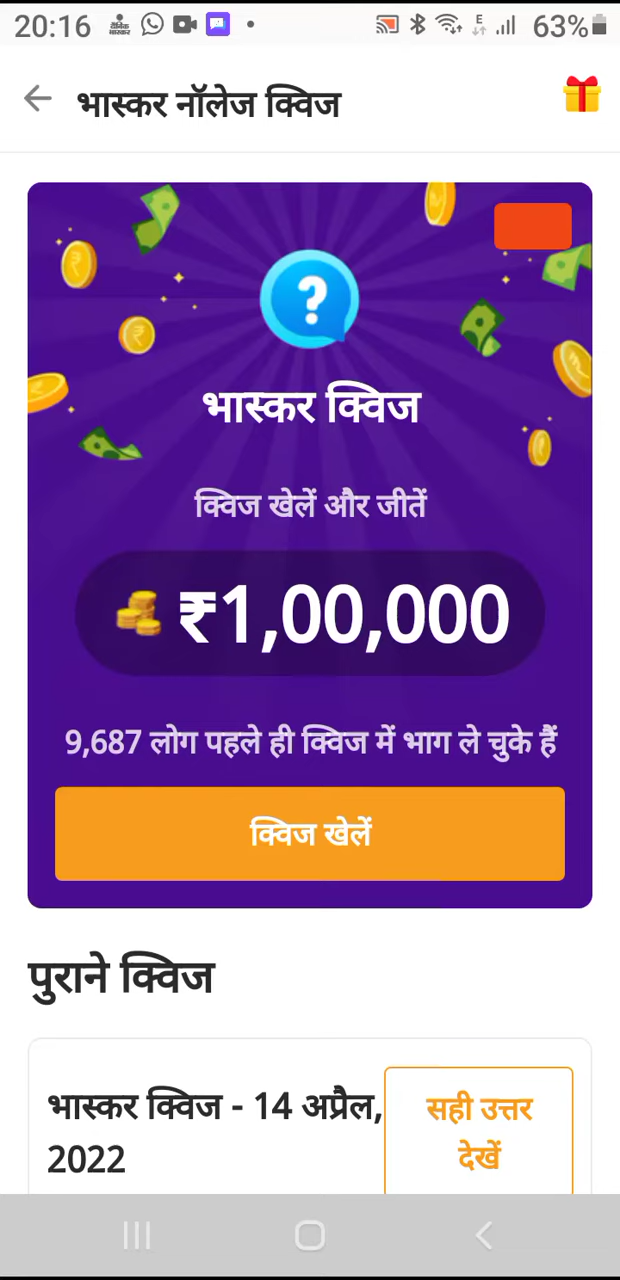 20:16
E
63%
भास्कर नॉलेज क्विज
?
भास्कर क्विज
क्विज खेलें और जीतें
₹1,00,000
9,687 लोग पहले ही क्विज में भाग ले चुके हैं
क्विज खेलें
पुराने क्विज
भास्कर क्विज - 14 अप्रैल,
2022
सही उत्तर
देखें